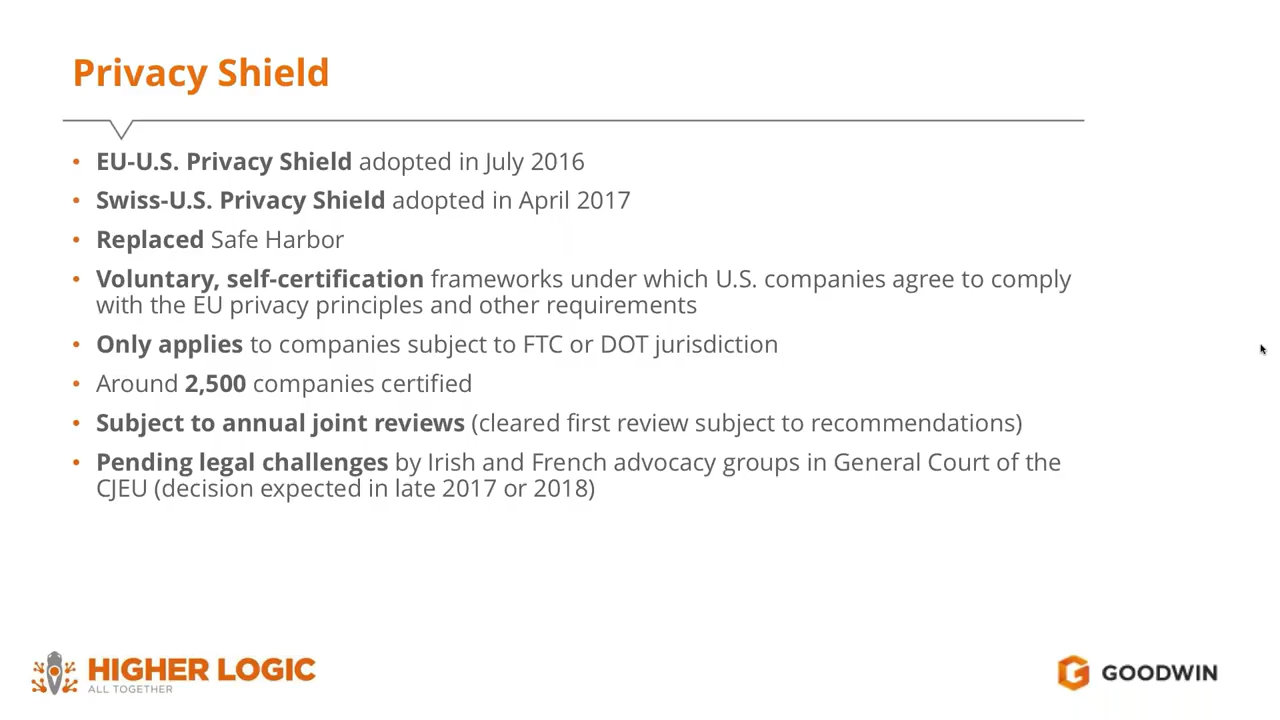 Privacy Shield
• EU-U.S. Privacy Shield adopted in July 2016
• Swiss-U.S. Privacy Shield adopted in April 2017
• Replaced Safe Harbor
• Voluntary, self-certification frameworks under which U.S. companies agree to comply
with the EU privacy principles and other requirements
• Only applies to companies subject to FTC or DOT jurisdiction
• Around 2,500 companies certified
• Subject to annual joint reviews (cleared first review subject to recommendations)
• Pending legal challenges by Irish and French advocacy groups in General Court of the
CJEU (decision expected in late 2017 or 2018)
HIGHER LOGIC
ALL TOGETHER
GOODWIN